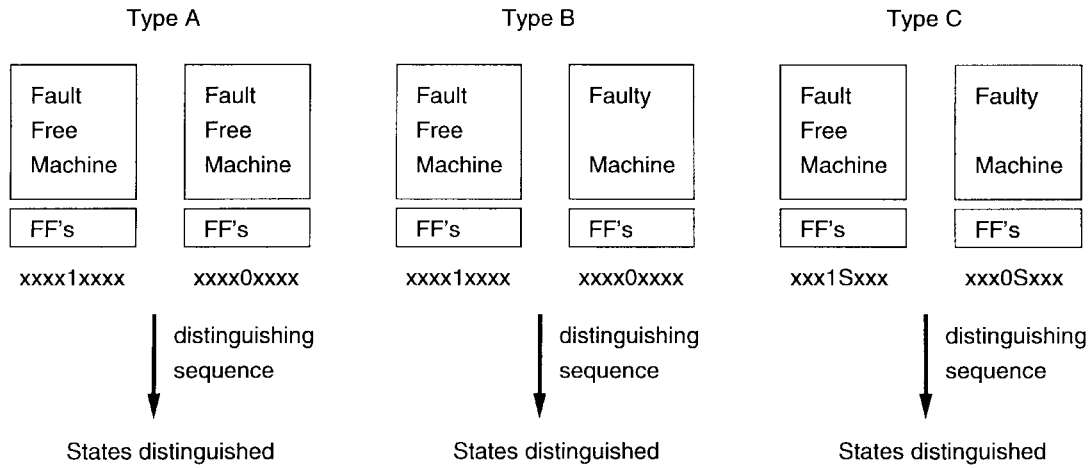 Type A
Type B
Type C
Fault
Free
Machine
FF's
Fault
Free
Machine
FF's
Fault
Free
Machine
FF's
Faulty
Machine
FF's
Fault
Free
Machine
FF's
Faulty
Machine
FF's
xxxx1xxxx
xxxx0xxxx
xxxx1xxxx
xxxx0xxxx
xxx1Sxxx
xxx0Sxxx
distinguishing
sequence
distinguishing
sequence
distinguishing
sequence
States distinguished
States distinguished
States distinguished